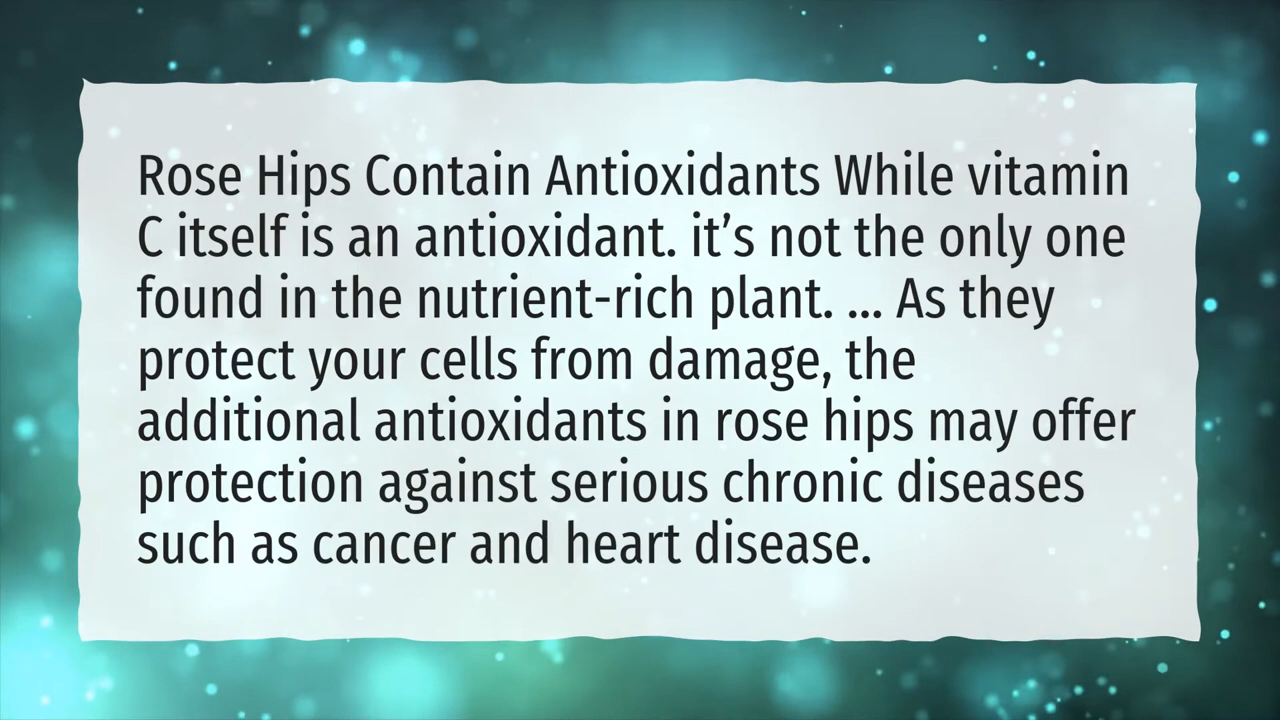 Rose Hips Contain Antioxidants While vitamin
C itself is an antioxidant. it’s not the only one
found in the nutrient-rich plant. ... As they
protect your cells from damage, the
additional antioxidants in rose hips may offer
protection against serious chronic diseases
such as cancer and heart disease.